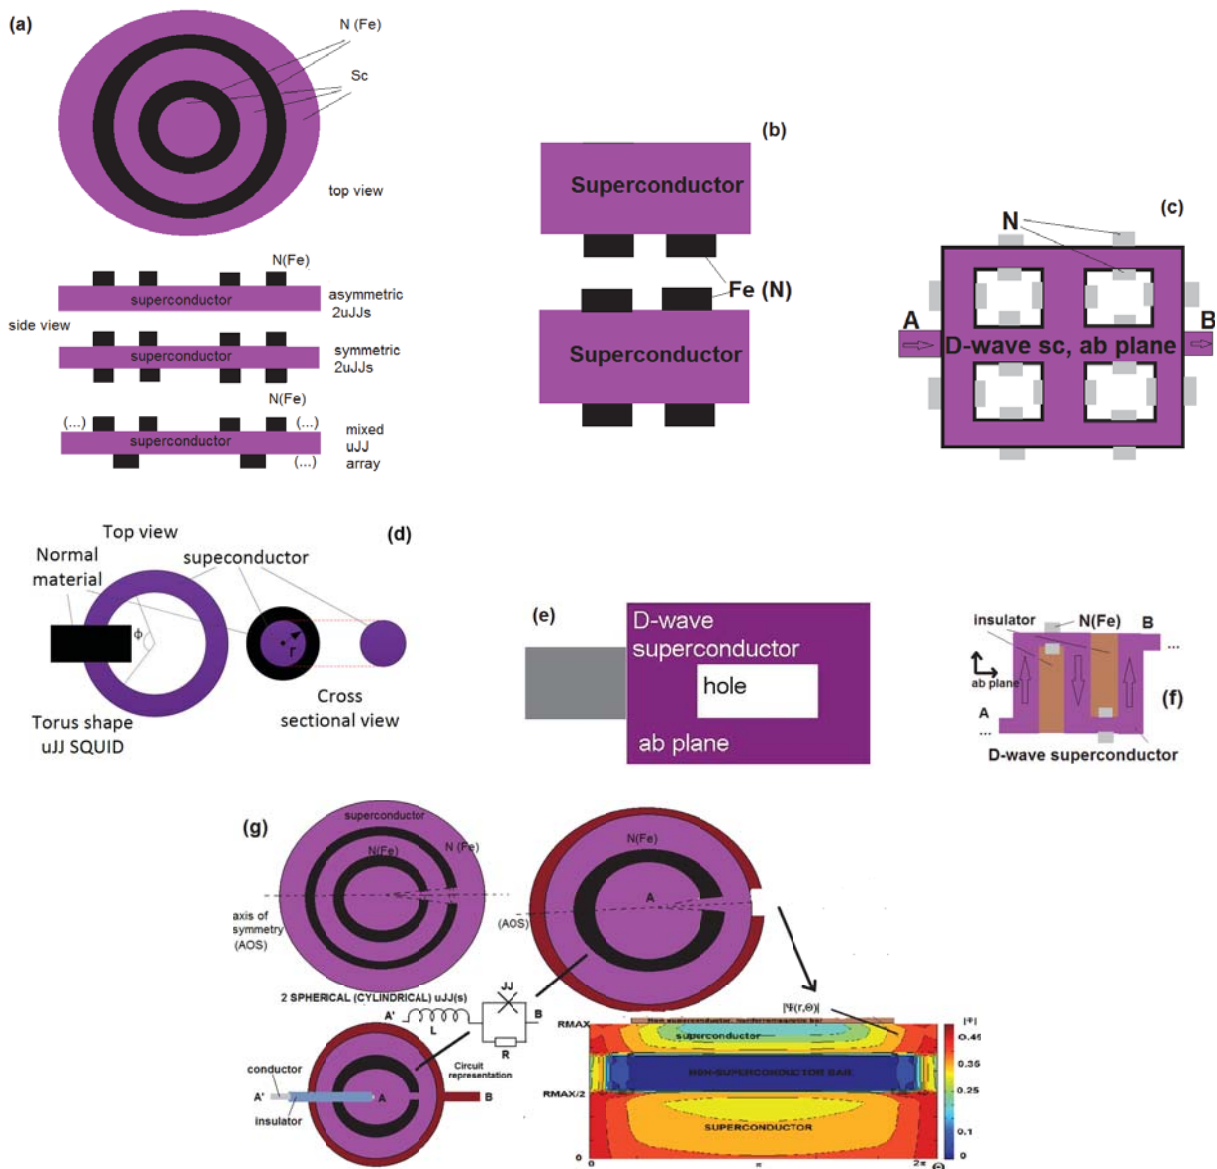 (a)
N (Fe)
Sc
top view
N(Fe)
superconductor
asymmetric
2uJJs
side view
superconductor
symmetric
2uJJs
N(Fe)
(...)
(...)
superconductor
mixed
uJJ
array
(...)
(b)
Superconductor
Fe (N)
Superconductor
(c)
N
A
B
D-wave sc, ab plane
(d)
Top view
Normal
material
supeconductor
ϕ
r
Cross
sectional view
Torus shape
uJJ SQUID
(e)
D-wave
superconductor
hole
ab plane
insulator
N(Fe)
B
...
ab plane
(f)
A
...
D-wave superconductor
(g)
superconductor
N(Fe)
N (Fe)
axis of
symmetry
(AOS)
2 SPHERICAL (CYLINDRICAL) uJJ(s)
N(Fe)
A
(AOS)
JJ
A'
L
B
R
Circuit
representation
conductor
A'
A
B
insulator
|Ψ(r,Θ)|
|Ψ|
RMAX
superconductor
NON-SUPERCONDUCTOR BAR
RMAX/2
SUPERCONDUCTOR
0
0
π
2π
Θ
0.45
0.35
0.25
0.1
0